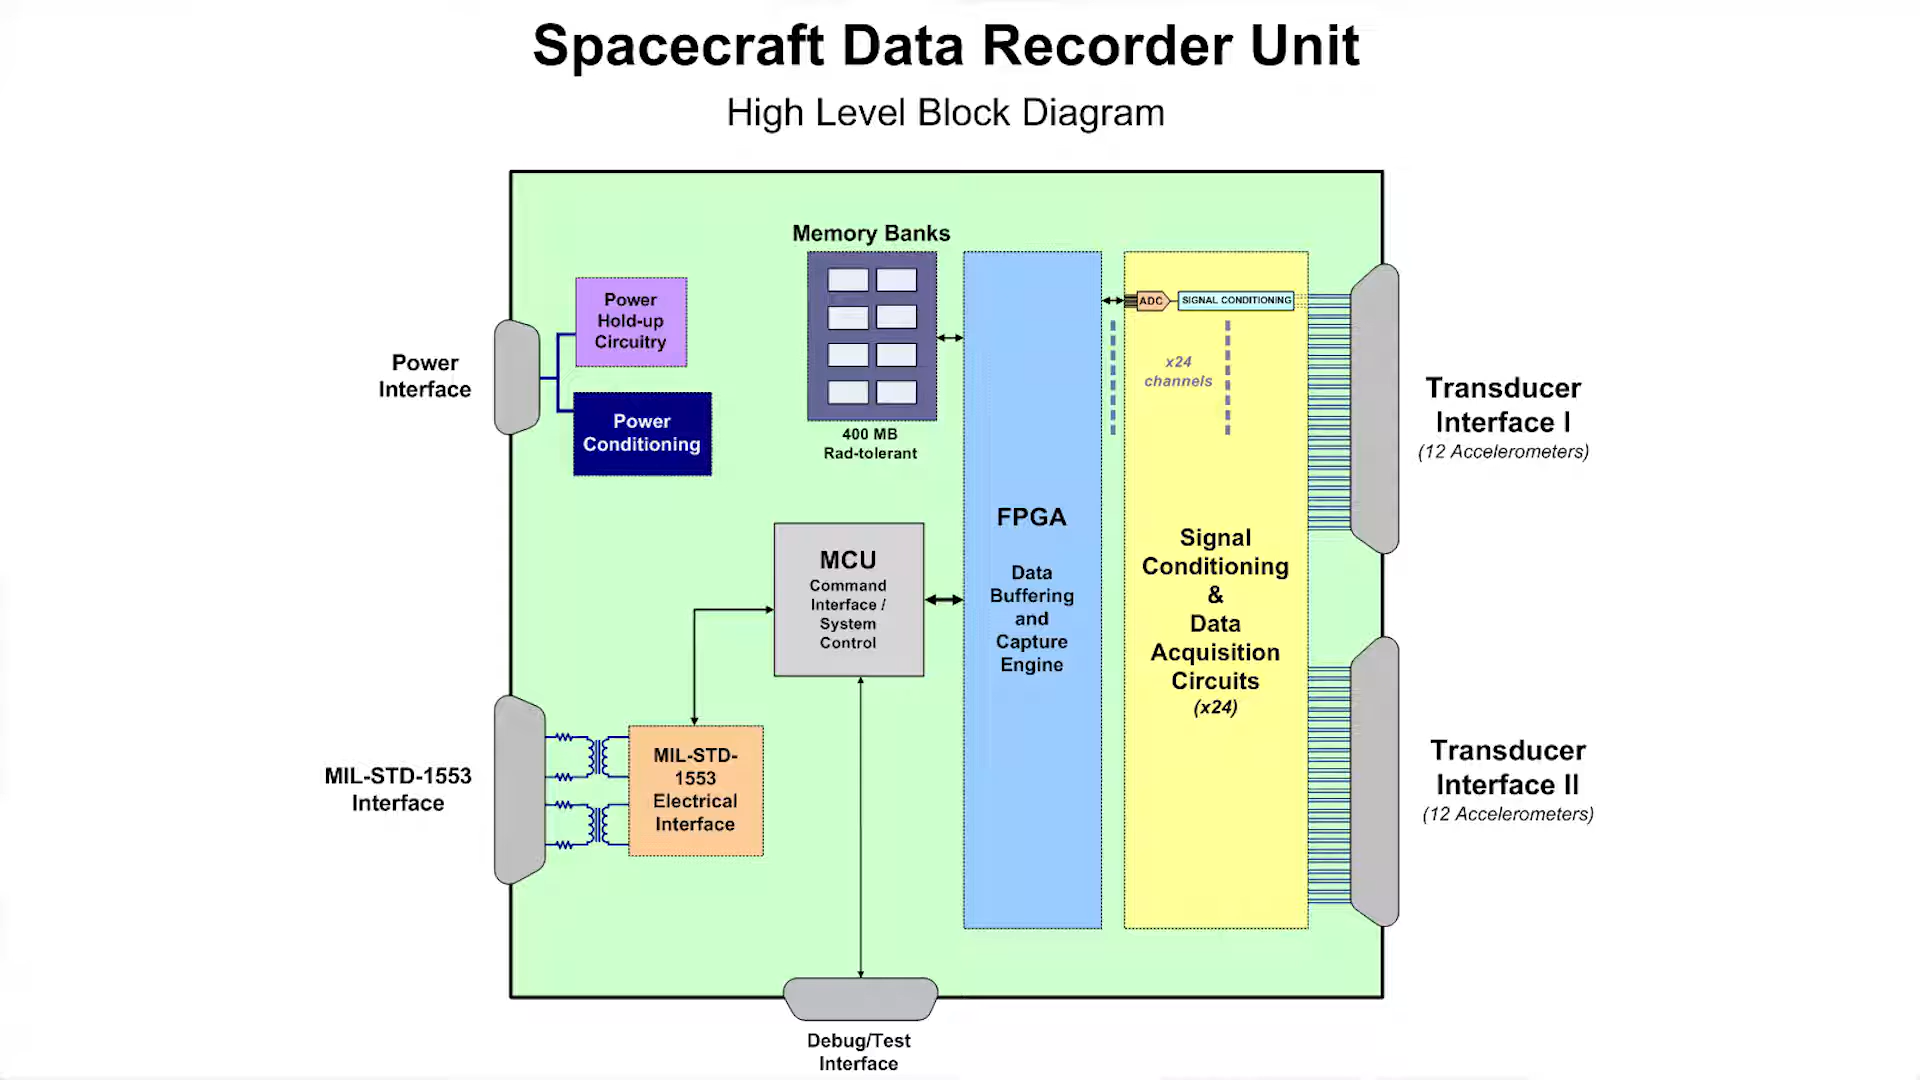 Spacecraft Data Recorder Unit
High Level Block Diagram
Memory Banks
400 MB
Rad-tolerant
Power
Hold-up
Circuitry
Power
Conditioning
Power
Interface
MCU
Command
Interface /
System
Control
FPGA
Data
Buffering
and
Capture
Engine
ADC
SIGNAL CONDITIONING
x24
channels
Signal
Conditioning
&
Data
Acquisition
Circuits
(x24)
Transducer
Interface I
(12 Accelerometers)
Transducer
Interface II
(12 Accelerometers)
MIL-STD-1553
Interface
MIL-STD-
1553
Electrical
Interface
Debug/Test
Interface